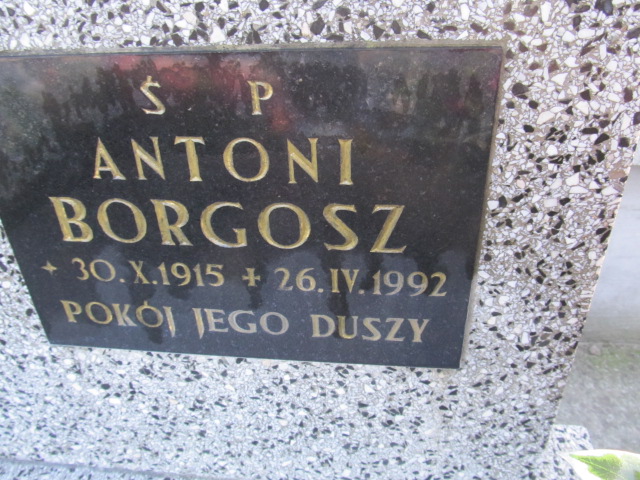 Ś P
ANTONI
BORGOSZ
+ 30.X.1915 + 26.IV.1992
POKÓJ JEGO DUSZY